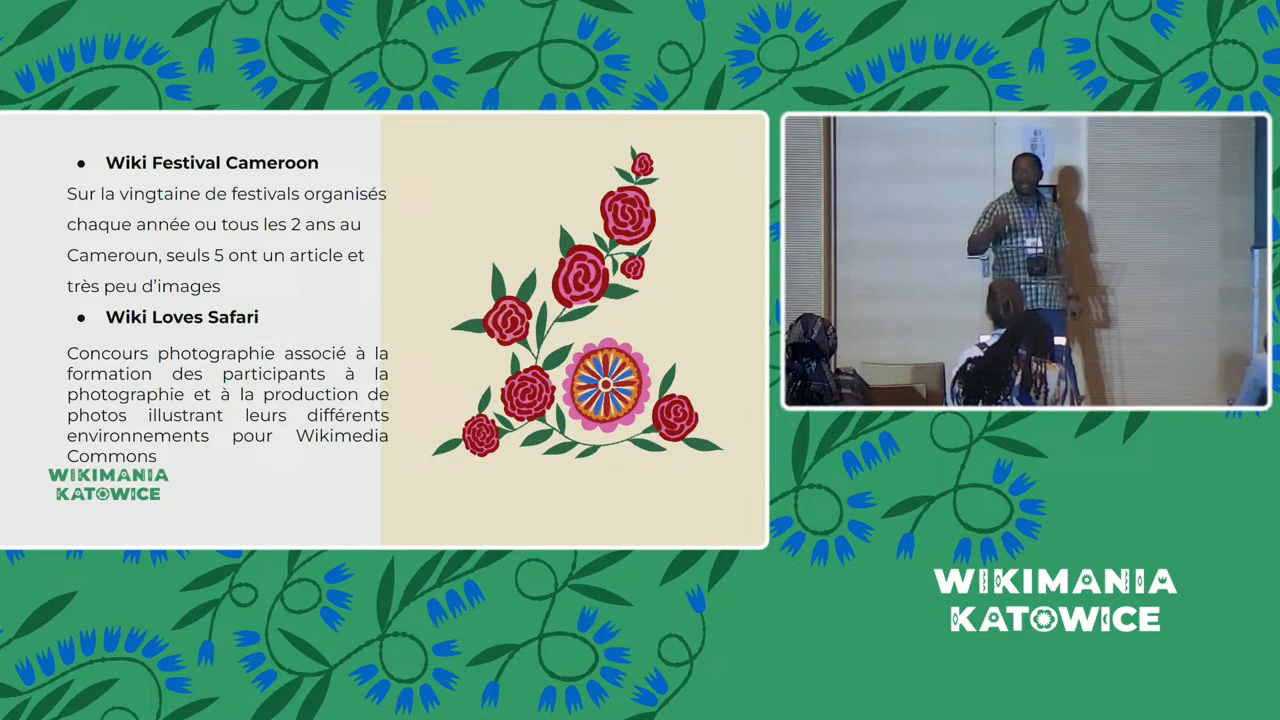 ● Wiki Festival Cameroon
Sur la vingtaine de festivals organisés
chaque année ou tous les 2 ans au
Cameroun, seuls 5 ont un article et
très peu d'images
● Wiki Loves Safari
Concours photographie associé à la
formation des participants à la
photographie et à la production de
photos illustrant leurs différents
environnements pour Wikimedia
Commons
WIKIMANIA
KATOWICE
WIKIMANIA
KATOWICE